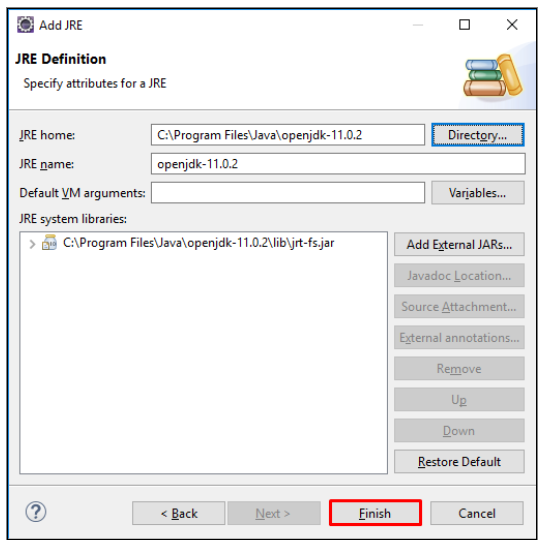 Add JRE
JRE Definition
Specify attributes for a JRE
JRE home:
C:\Program Files\Java\openjdk-11.0.2
Directory...
JRE name:
openjdk-11.0.2
Default VM arguments:
Variables...
JRE system libraries:
C:\Program Files\Java\openjdk-11.0.2\lib\jrt-fs.jar
Add External JARs...
Javadoc Location...
Source Attachment...
External annotations...
Remove
Up
Down
Restore Default
?
< Back
Next >
Finish
Cancel